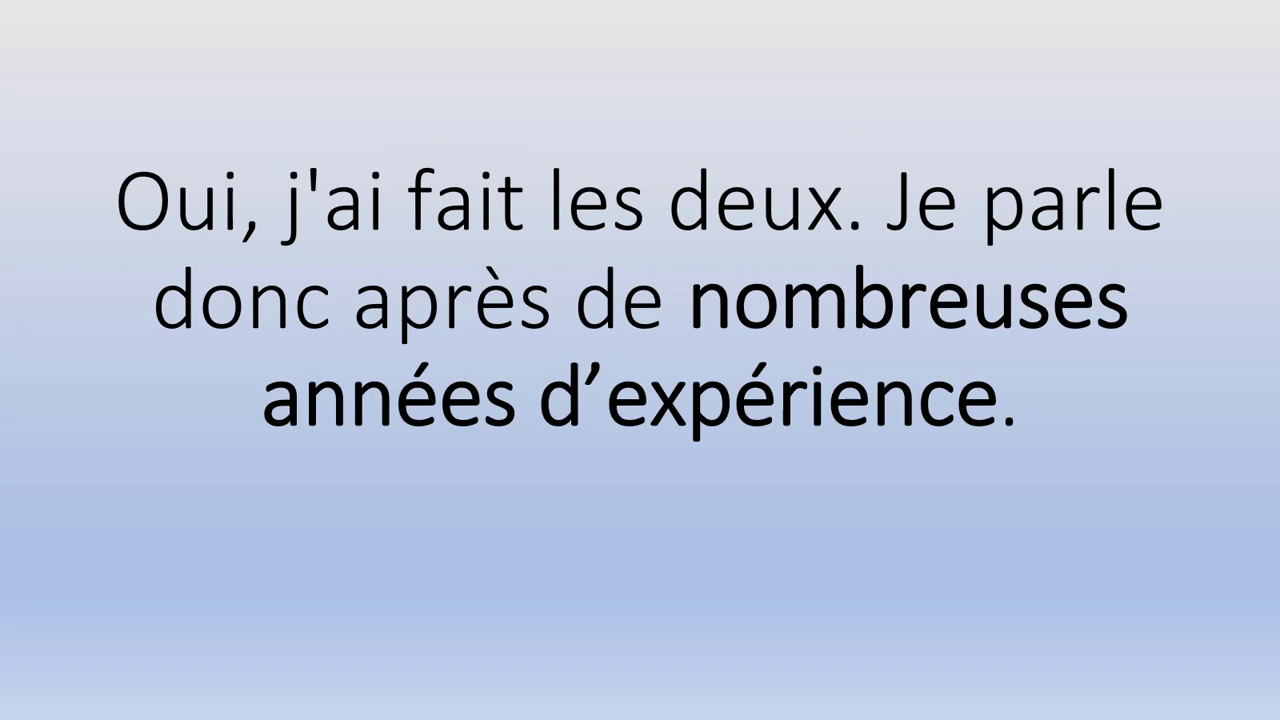 Oui, j'ai fait les deux. Je parle
donc après de nombreuses
années d’expérience.